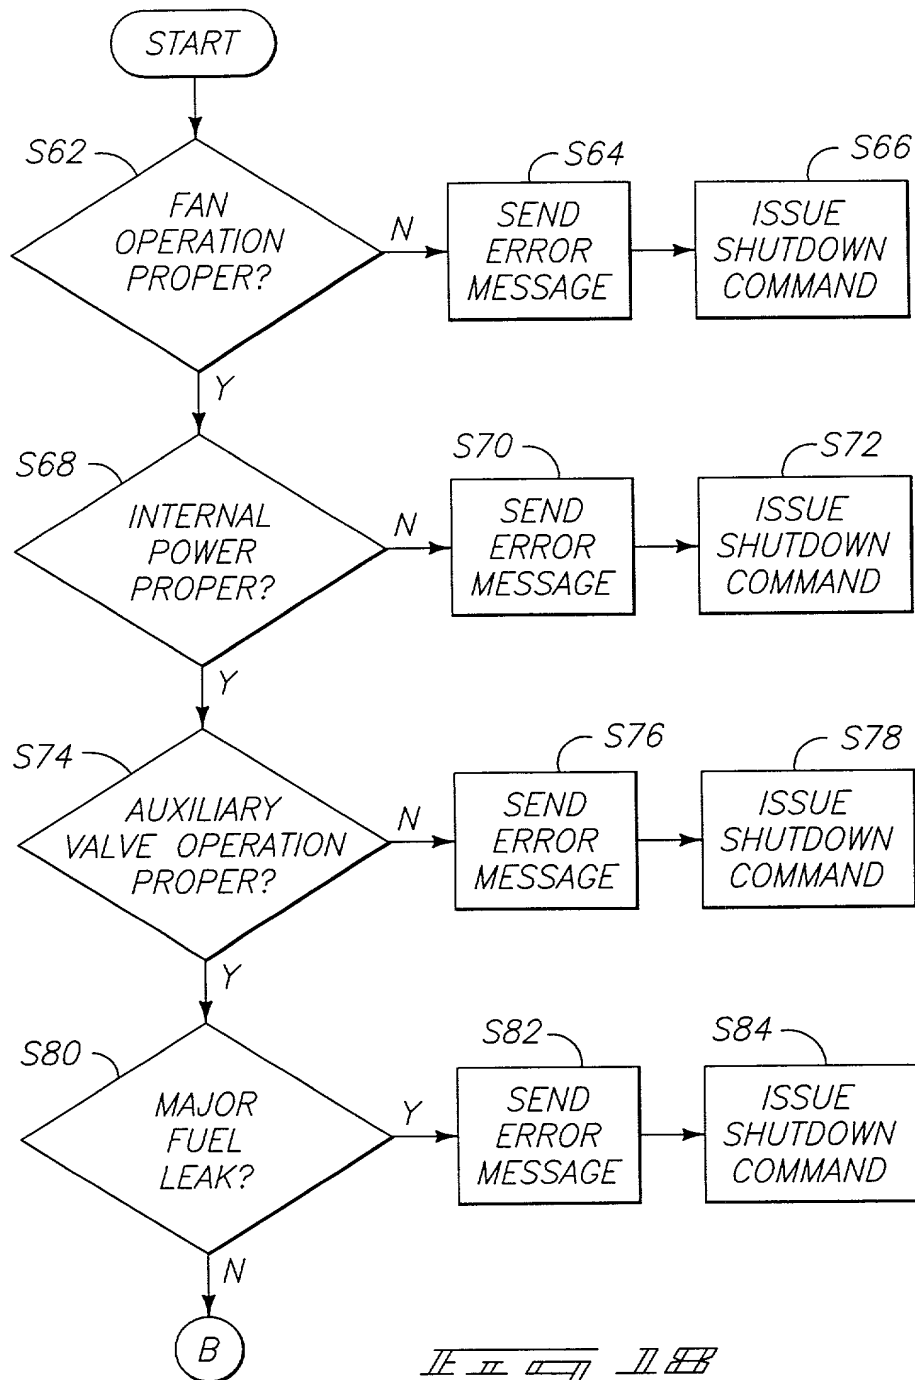 START
S62
FAN
OPERATION
PROPER?
N
S64
SEND
ERROR
MESSAGE
S66
ISSUE
SHUTDOWN
COMMAND
Y
S68
INTERNAL
POWER
PROPER?
N
S70
SEND
ERROR
MESSAGE
S72
ISSUE
SHUTDOWN
COMMAND
Y
S74
AUXILIARY
VALVE OPERATION
PROPER?
N
S76
SEND
ERROR
MESSAGE
S78
ISSUE
SHUTDOWN
COMMAND
Y
S80
MAJOR
FUEL
LEAK?
Y
S82
SEND
ERROR
MESSAGE
S84
ISSUE
SHUTDOWN
COMMAND
N
B
Fig 18